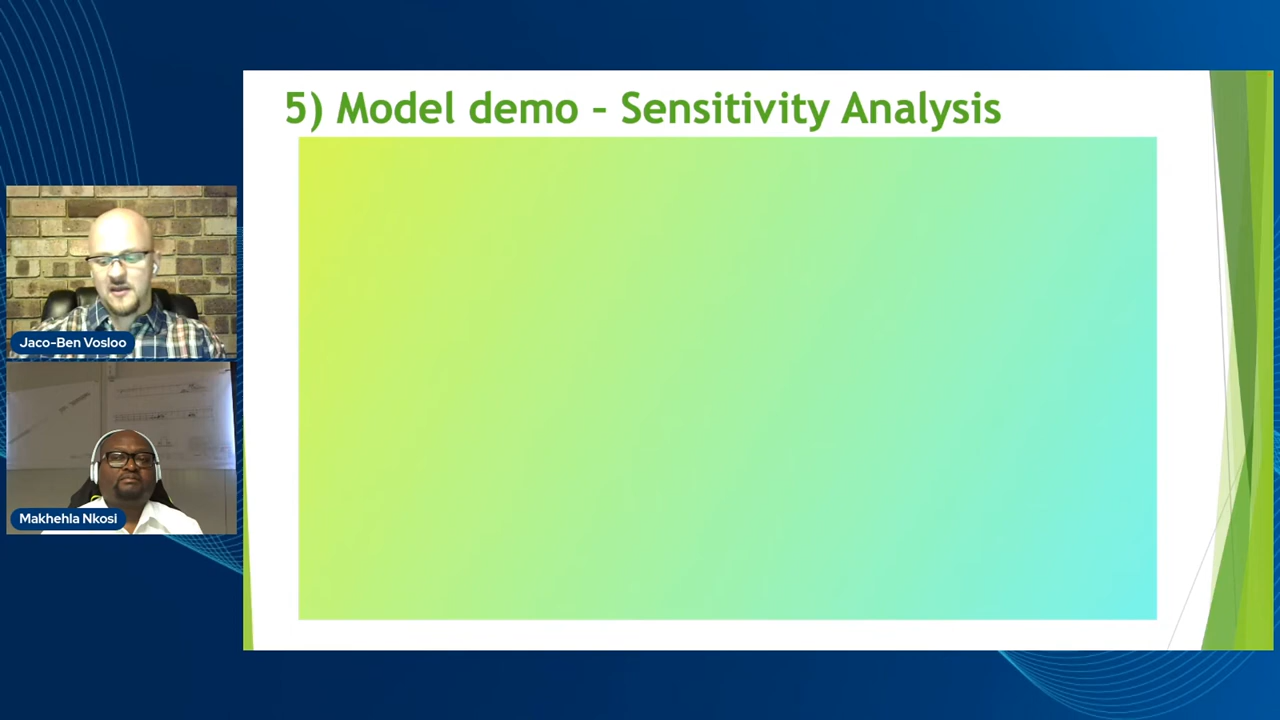 5) Model demo – Sensitivity Analysis
Jaco-Ben Vosloo
Makhehla Nkosi